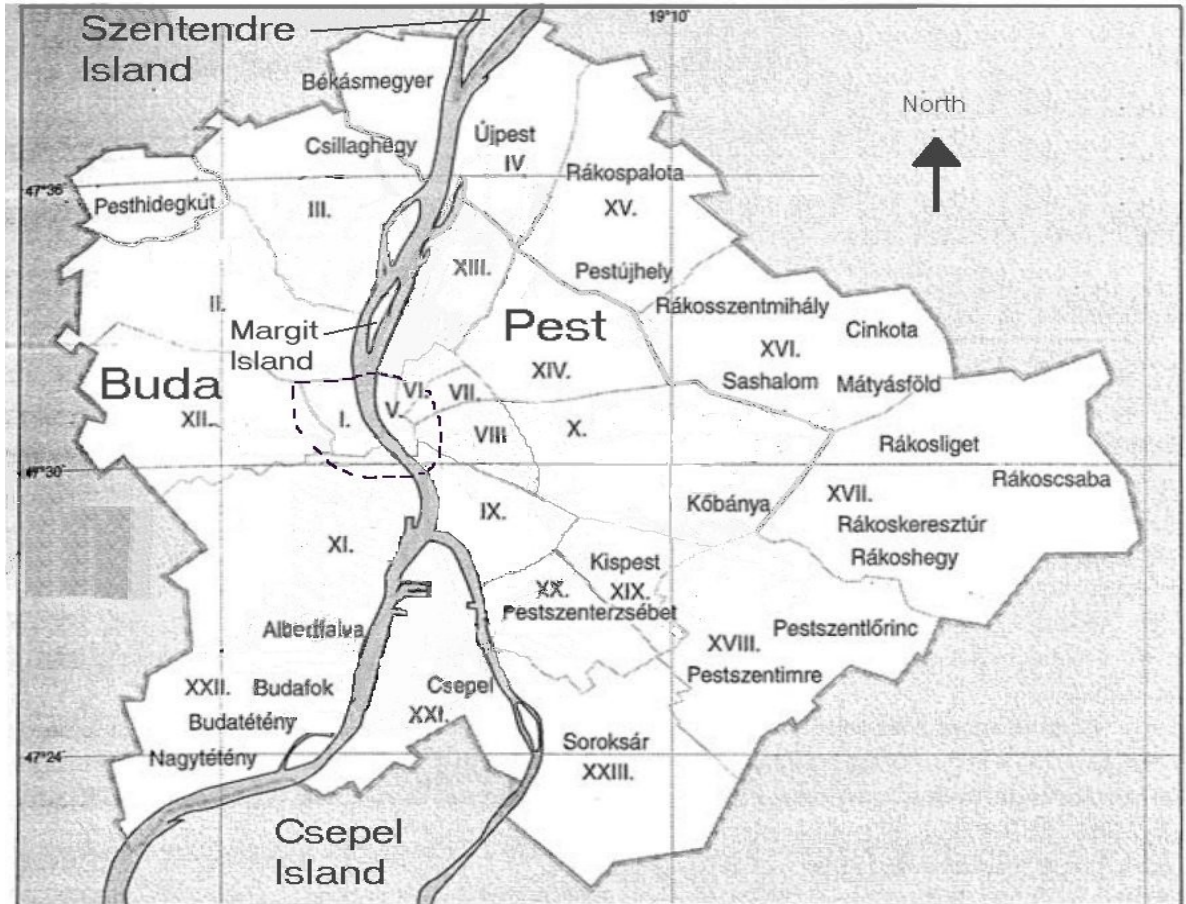 Szentendre
Island
19°10'
North
Békásmegyer
Csillaghegy
Újpest
IV
Rákospalota
XV.
47°36'
Pesthidegkút
III.
XIII.
Pestújhely
II.
Margit
Island
Pest
Rákosszentmihály
Cinkota
XVI.
XIV.
Sashalom
Mátyásföld
Buda
XII.
I.
V.
VI.
VII.
VIII
X.
Rákosliget
47°30'
Rákoscsaba
XVII.
Kőbánya
IX.
Rákoskeresztúr
XI.
Rákoshegy
Kispest
XX.
XIX.
Pestszenterzsébet
Albertfalva
XVIII.
Pestszentlőrinc
Pestszentimre
XXII.
Budafok
Csepel
XXI.
Budatétény
Nagytétény
47°24'
Soroksár
XXIII.
Csepel
Island